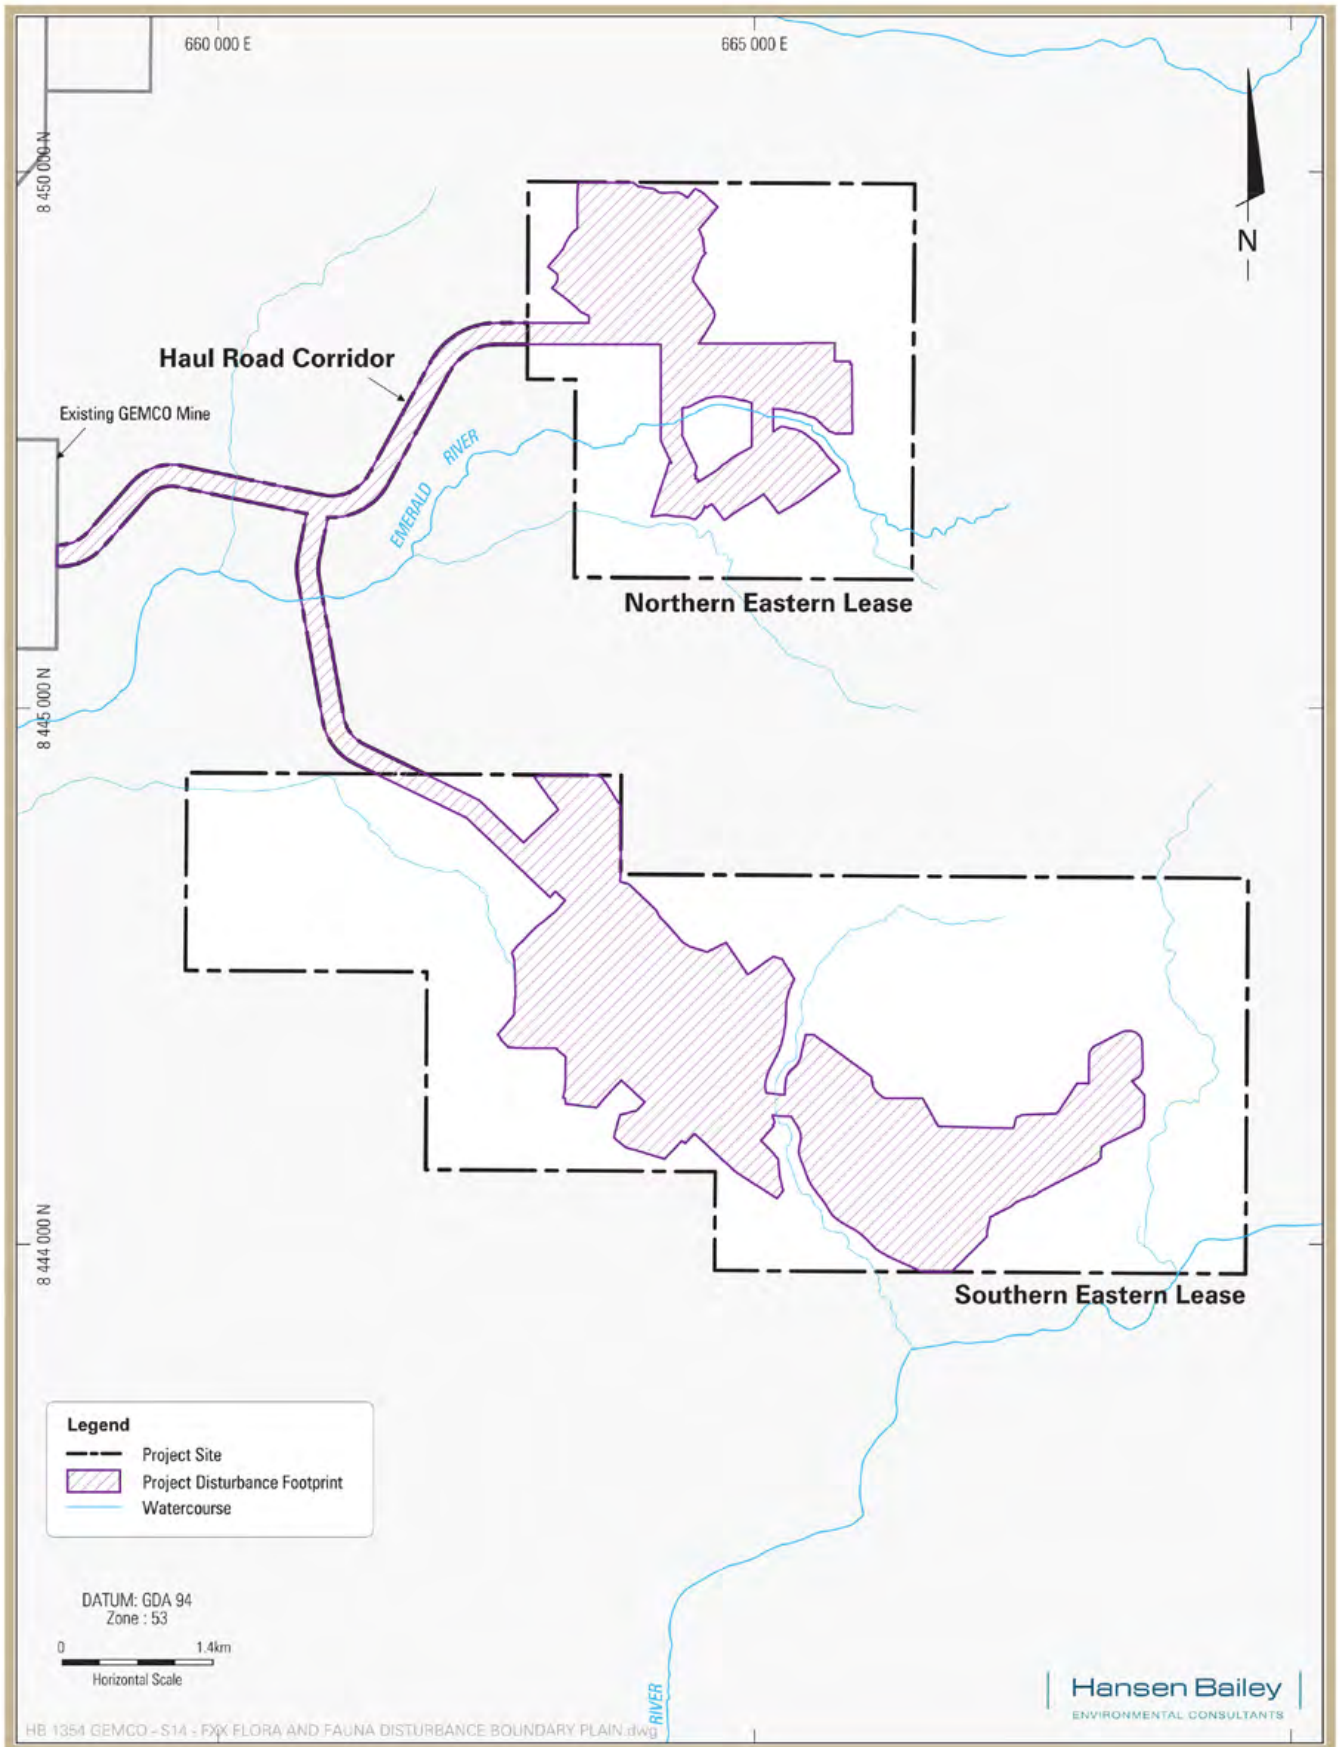 660 000 E
665 000 E
8 450 000 N
N
Haul Road Corridor
Existing GEMCO Mine
EMERALD RIVER
Northern Eastern Lease
8 445 000 N
8 444 000 N
Southern Eastern Lease
Legend
Project Site
Project Disturbance Footprint
Watercourse
DATUM: GDA 94
Zone : 53
0 1.4km
Horizontal Scale
RIVER
Hansen Bailey
ENVIRONMENTAL CONSULTANTS
HB 1354 GEMCO - S14 - FXX FLORA AND FAUNA DISTURBANCE BOUNDARY PLAIN.dwg